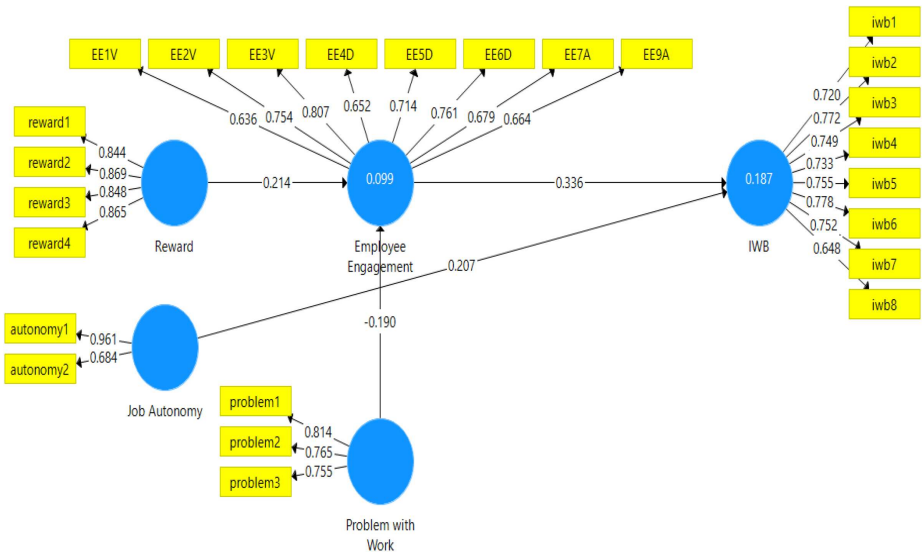 EE1V
EE2V
EE3V
EE4D
EE5D
EE6D
EE7A
EE9A
0.636
0.754
0.807
0.652
0.714
0.761
0.679
0.664
reward1
reward2
reward3
reward4
0.844
0.869
0.848
0.865
Reward
0.214
0.099
Employee
Engagement
0.336
0.187
IWB
iwb1
iwb2
iwb3
iwb4
iwb5
iwb6
iwb7
iwb8
0.720
0.772
0.749
0.733
0.755
0.778
0.752
0.648
0.207
-0.190
autonomy1
autonomy2
0.961
0.684
Job Autonomy
problem1
problem2
problem3
0.814
0.765
0.755
Problem with
Work